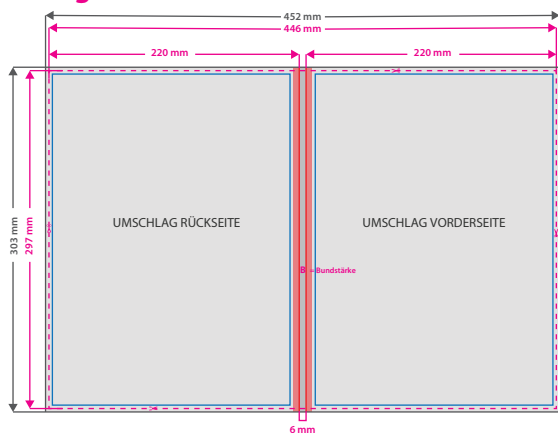 452 mm
446 mm
220 mm
220 mm
303 mm
297 mm
UMSCHLAG RÜCKSEITE
UMSCHLAG VORDERSEITE
B = Bundstärke
6 mm